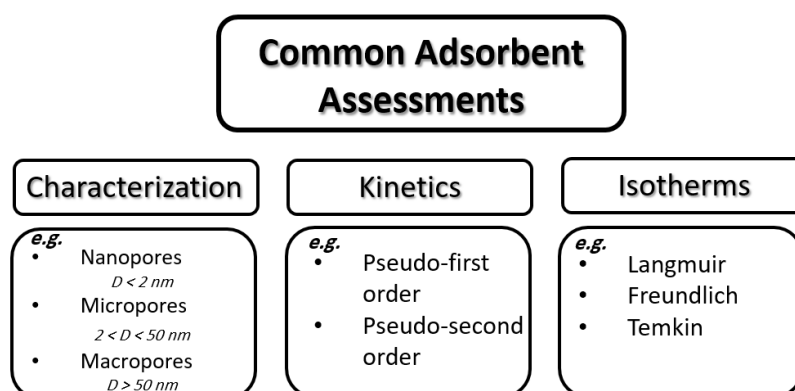 Common Adsorbent
Assessments
Characterization
e.g.
• Nanopores
D < 2 nm
• Micropores
2 < D < 50 nm
• Macropores
D > 50 nm
Kinetics
e.g.
• Pseudo-first
order
• Pseudo-second
order
Isotherms
e.g.
• Langmuir
• Freundlich
• Temkin